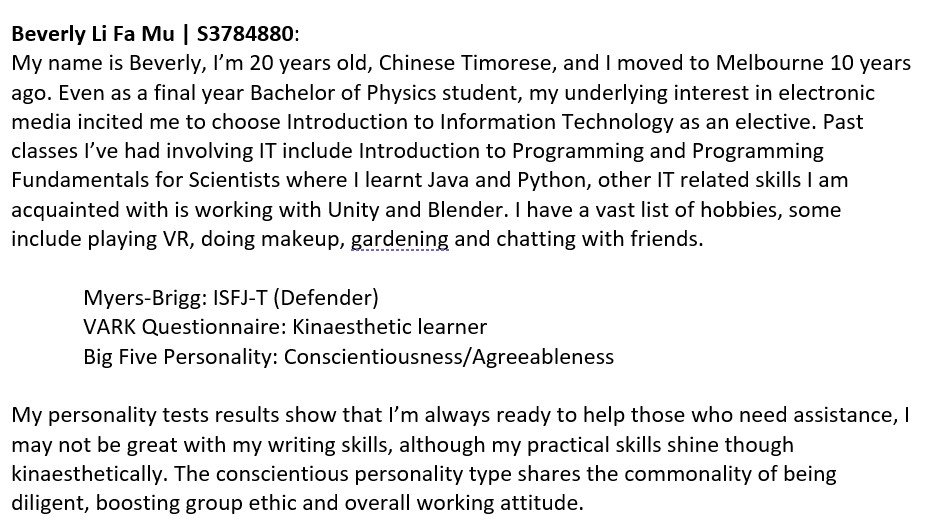 Beverly Li Fa Mu | S3784880:
My name is Beverly, I'm 20 years old, Chinese Timorese, and I moved to Melbourne 10 years
ago. Even as a final year Bachelor of Physics student, my underlying interest in electronic
media incited me to choose Introduction to Information Technology as an elective. Past
classes I've had involving IT include Introduction to Programming and Programming
Fundamentals for Scientists where I learnt Java and Python, other IT related skills I am
acquainted with is working with Unity and Blender. I have a vast list of hobbies, some
include playing VR, doing makeup, gardening and chatting with friends.
Myers-Brigg: ISFJ-T (Defender)
VARK Questionnaire: Kinaesthetic learner
Big Five Personality: Conscientiousness/Agreeableness
My personality tests results show that I'm always ready to help those who need assistance, I
may not be great with my writing skills, although my practical skills shine though
kinaesthetically. The conscientious personality type shares the commonality of being
diligent, boosting group ethic and overall working attitude.